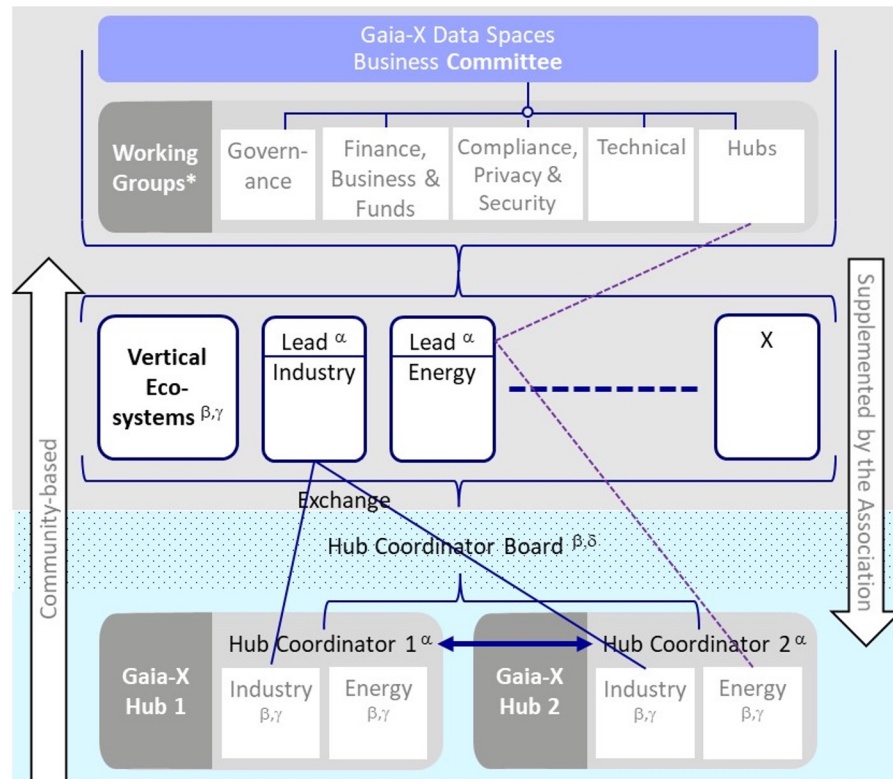 Gaia-X Data Spaces
Business Committee
Working
Groups*
Govern-
ance
Finance,
Business &
Funds
Compliance,
Privacy &
Security
Technical
Hubs
Community-based
Supplemented by the Association
Vertical
Eco-
systems β,γ
Lead α
Industry
Lead α
Energy
X
Exchange
Hub Coordinator Board β,δ
Gaia-X
Hub 1
Hub Coordinator 1 α
Industry
β,γ
Energy
β,γ
Gaia-X
Hub 2
Hub Coordinator 2 α
Industry
β,γ
Energy
β,γ